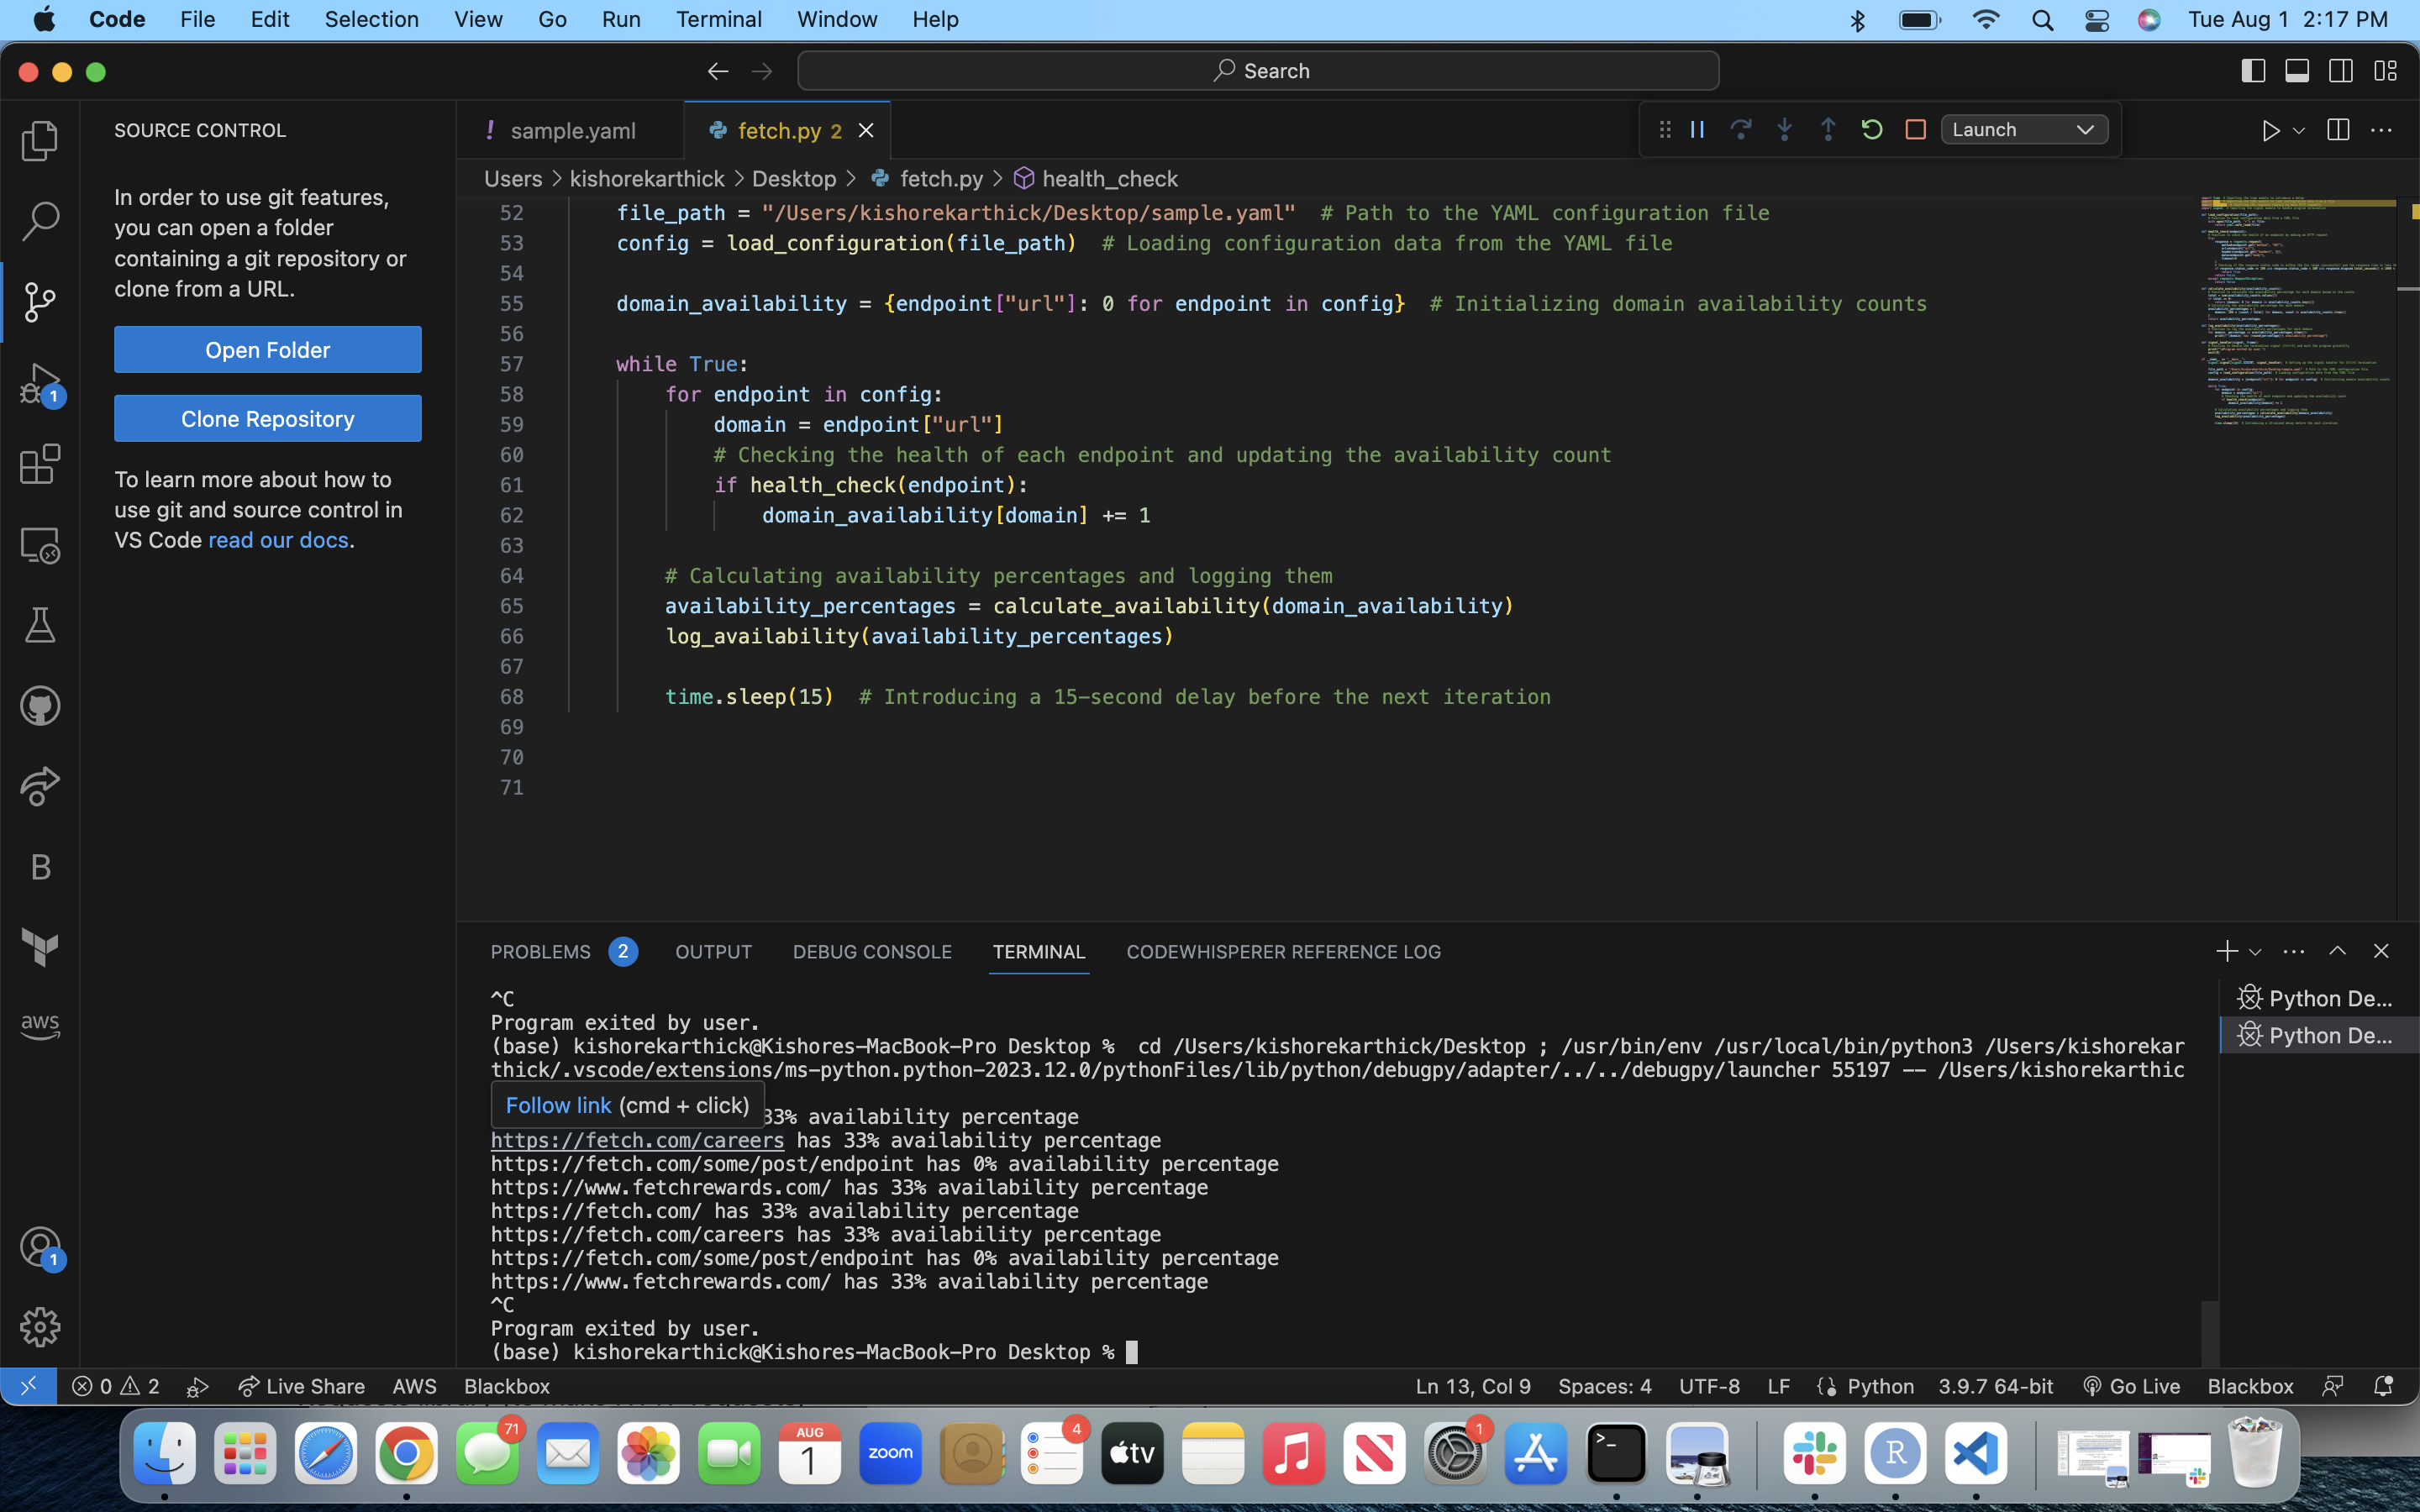 Code File Edit Selection View Go Run Terminal Window Help Tue Aug 1 2:17 PM
Search
SOURCE CONTROL
In order to use git features,
you can open a folder
containing a git repository or
clone from a URL.
Open Folder
Clone Repository
To learn more about how to
use git and source control in
VS Code read our docs.
1
B
aws
1
! sample.yaml fetch.py 2
Launch
Users > kishorekarthick > Desktop > fetch.py > health_check
52 file_path = "/Users/kishorekarthick/Desktop/sample.yaml" # Path to the YAML configuration file
53 config = load_configuration(file_path) # Loading configuration data from the YAML file
54
55 domain_availability = {endpoint["url"]: 0 for endpoint in config} # Initializing domain availability counts
56
57 while True:
58 for endpoint in config:
59 domain = endpoint["url"]
60 # Checking the health of each endpoint and updating the availability count
61 if health_check(endpoint):
62 domain_availability[domain] += 1
63
64 # Calculating availability percentages and logging them
65 availability_percentages = calculate_availability(domain_availability)
66 log_availability(availability_percentages)
67
68 time.sleep(15) # Introducing a 15-second delay before the next iteration
69
70
71
PROBLEMS 2 OUTPUT DEBUG CONSOLE TERMINAL CODEWHISPERER REFERENCE LOG
^C
Program exited by user.
(base) kishorekarthick@Kishores-MacBook-Pro Desktop % cd /Users/kishorekarthick/Desktop ; /usr/bin/env /usr/local/bin/python3 /Users/kishorekar
thick/.vscode/extensions/ms-python.python-2023.12.0/pythonFiles/lib/python/debugpy/adapter/../../debugpy/launcher 55197 -- /Users/kishorekarthic
Follow link (cmd + click)
33% availability percentage
https://fetch.com/careers has 33% availability percentage
https://fetch.com/some/post/endpoint has 0% availability percentage
https://www.fetchrewards.com/ has 33% availability percentage
https://fetch.com/ has 33% availability percentage
https://fetch.com/careers has 33% availability percentage
https://fetch.com/some/post/endpoint has 0% availability percentage
https://www.fetchrewards.com/ has 33% availability percentage
^C
Program exited by user.
(base) kishorekarthick@Kishores-MacBook-Pro Desktop %
Python De...
Python De...
0 2 Live Share AWS Blackbox Ln 13, Col 9 Spaces: 4 UTF-8 LF Python 3.9.7 64-bit Go Live Blackbox
71 AUG 1 zoom 4 tv 1 >_ R